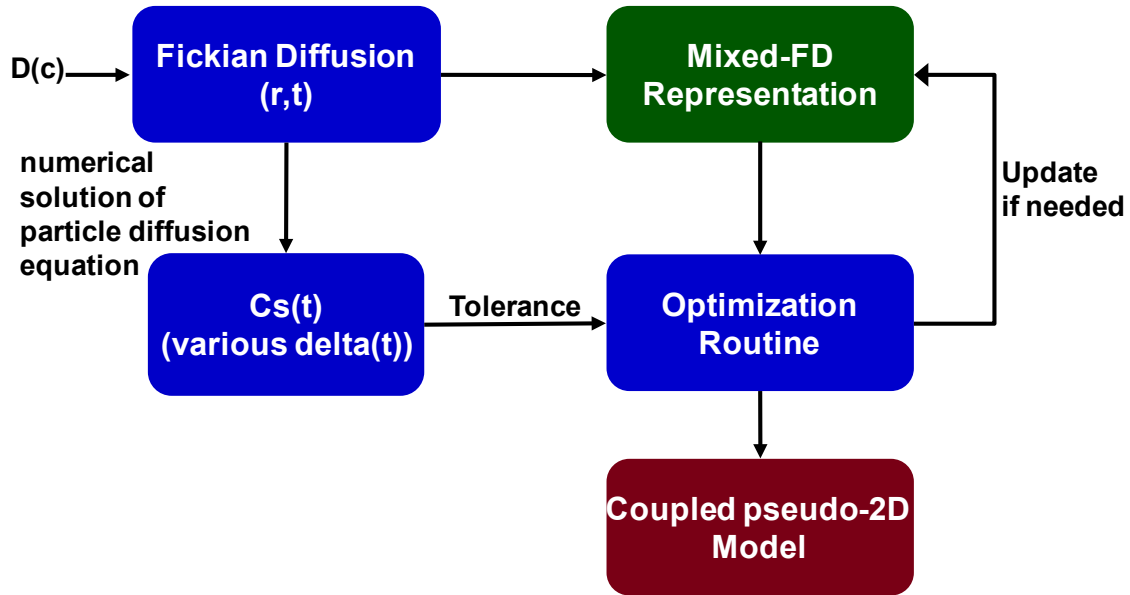 D(c)
Fickian Diffusion
(r,t)
Mixed-FD
Representation
numerical
solution of
particle diffusion
equation
Update
if needed
Cs(t)
(various delta(t))
Tolerance
Optimization
Routine
Coupled pseudo-2D
Model